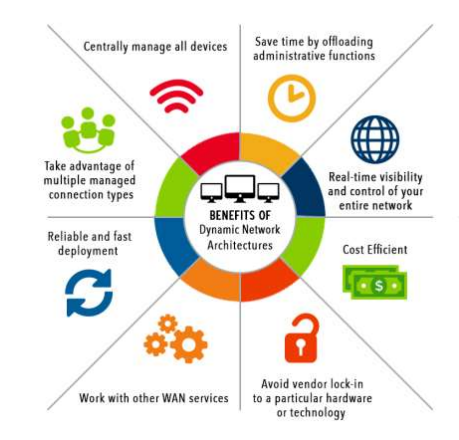 Centrally manage all devices
Save time by offloading
administrative functions
Take advantage of
multiple managed
connection types
Real-time visibility
and control of your
entire network
BENEFITS OF
Dynamic Network
Architectures
Reliable and fast
deployment
Cost Efficient
$
Work with other WAN services
Avoid vendor lock-in
to a particular hardware
or technology